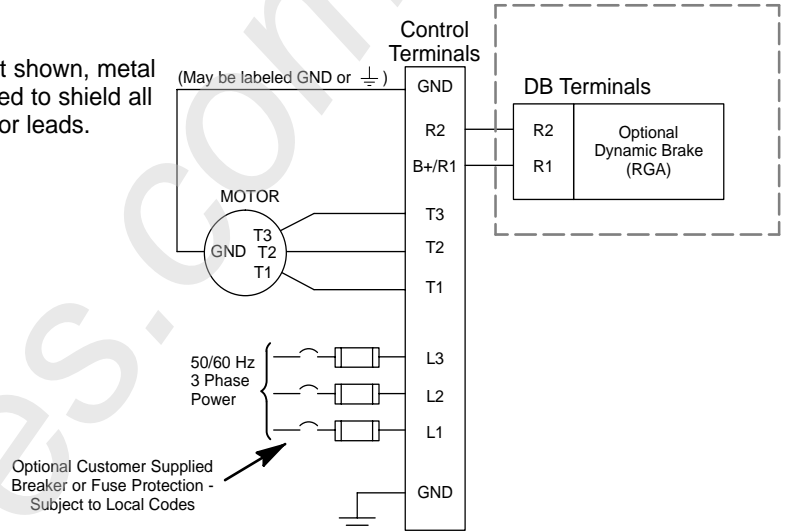 t shown, metal
ed to shield all
or leads.
Control
Terminals
(May be labeled GND or ⏚)
GND
R2
B+/R1
T3
T2
T1
L3
L2
L1
GND
DB Terminals
R2
R1
Optional
Dynamic Brake
(RGA)
MOTOR
GND
T3
T2
T1
50/60 Hz
3 Phase
Power
Optional Customer Supplied
Breaker or Fuse Protection -
Subject to Local Codes
es.com